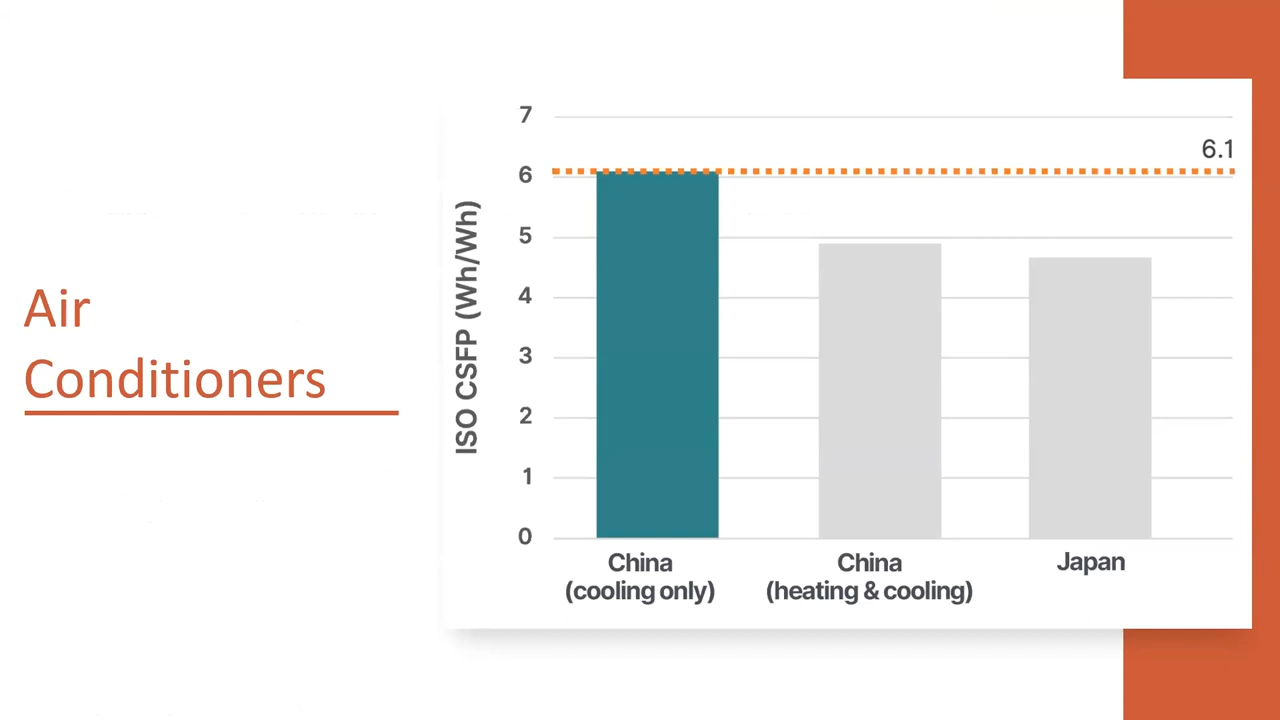 Air
Conditioners
ISO CSFP (Wh/Wh)
7
6
5
4
3
2
1
0
6.1
China
(cooling only)
China
(heating & cooling)
Japan